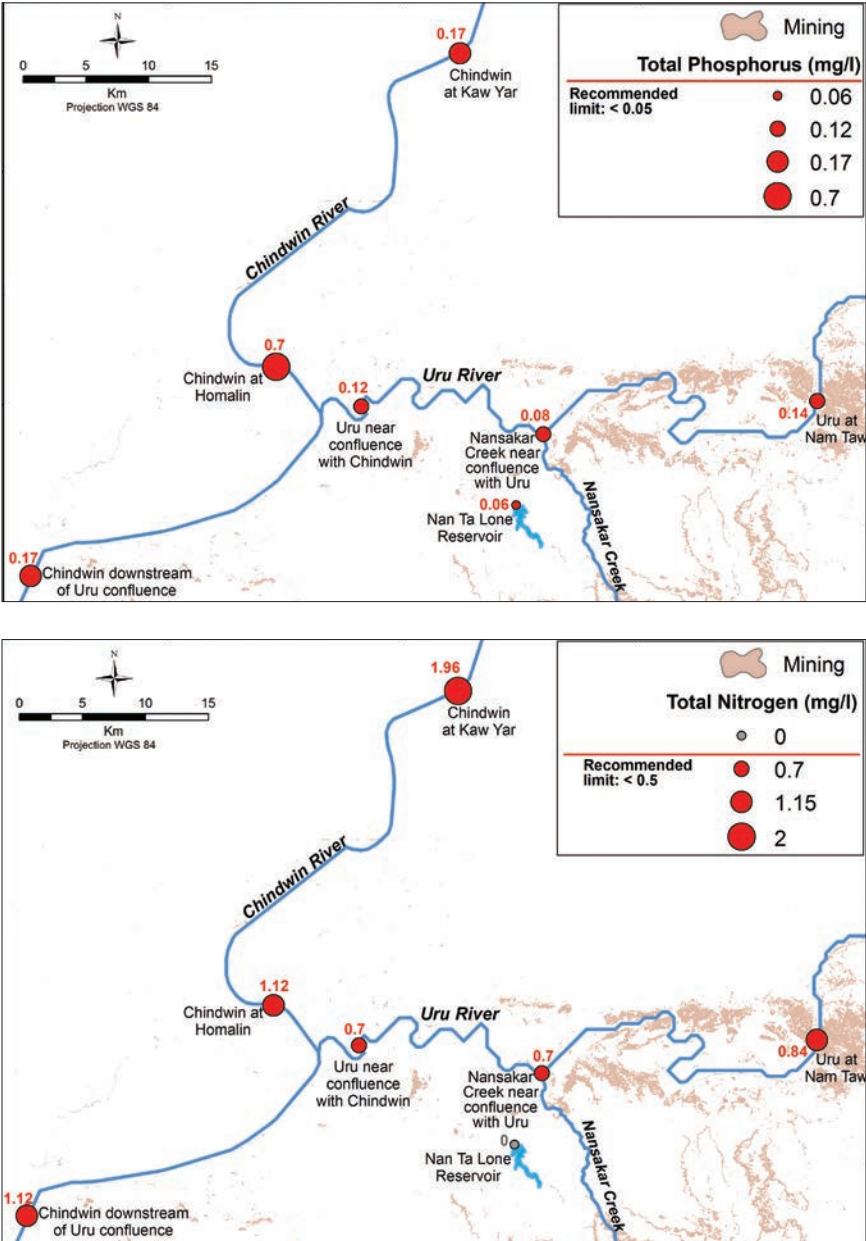 N
0 5 10 15
Km
Projection WGS 84
0.17
Chindwin
at Kaw Yar
Mining
Total Phosphorus (mg/l)
Recommended
limit: < 0.05
0.06
0.12
0.17
0.7
Chindwin River
0.7
Chindwin at
Homalin
0.12
Uru near
confluence
with Chindwin
Uru River
0.08
Nansakar
Creek near
confluence
with Uru
0.14
Uru at
Nam Taw
0.06
Nan Ta Lone
Reservoir
Nansakar Creek
0.17
Chindwin downstream
of Uru confluence
N
0 5 10 15
Km
Projection WGS 84
1.96
Chindwin
at Kaw Yar
Mining
Total Nitrogen (mg/l)
0
Recommended
limit: < 0.5
0.7
1.15
2
Chindwin River
1.12
Chindwin at
Homalin
0.7
Uru near
confluence
with Chindwin
Uru River
0.7
Nansakar
Creek near
confluence
with Uru
0.84
Uru at
Nam Taw
0
Nan Ta Lone
Reservoir
Nansakar Creek
1.12
Chindwin downstream
of Uru confluence